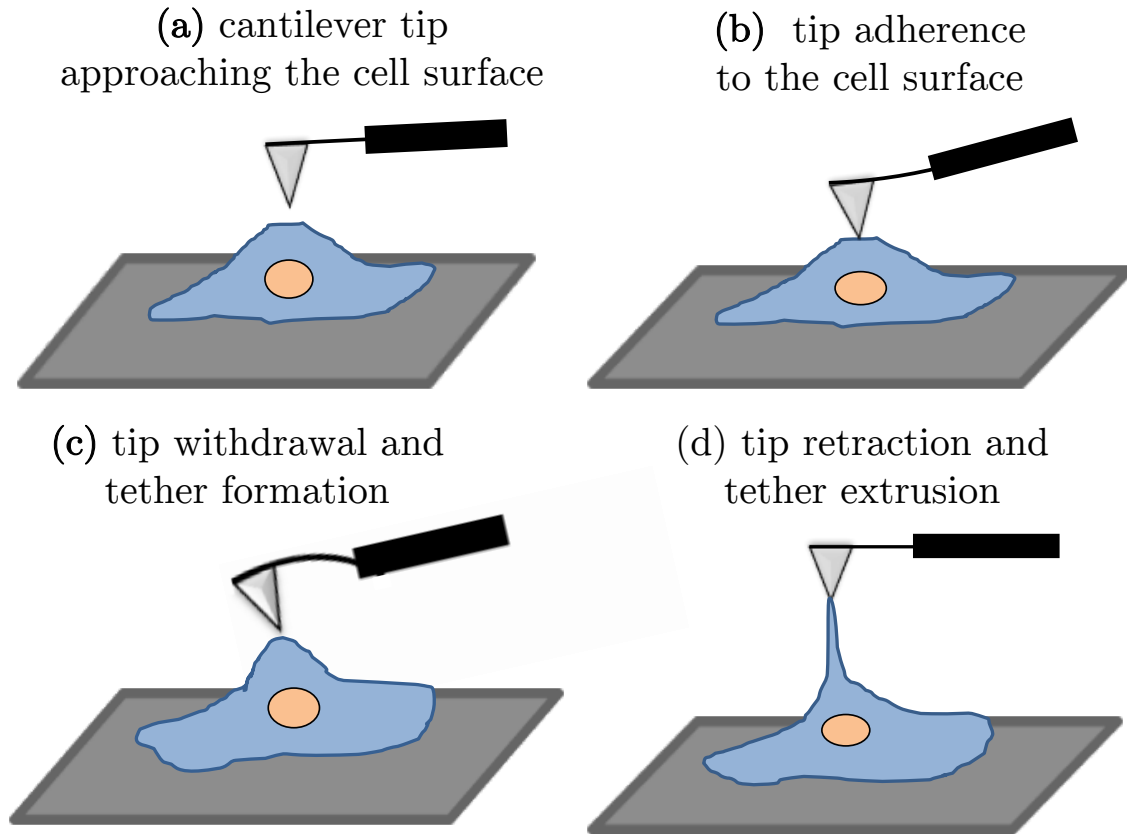 (a) cantilever tip
approaching the cell surface
(b) tip adherence
to the cell surface
(c) tip withdrawal and
tether formation
(d) tip retraction and
tether extrusion